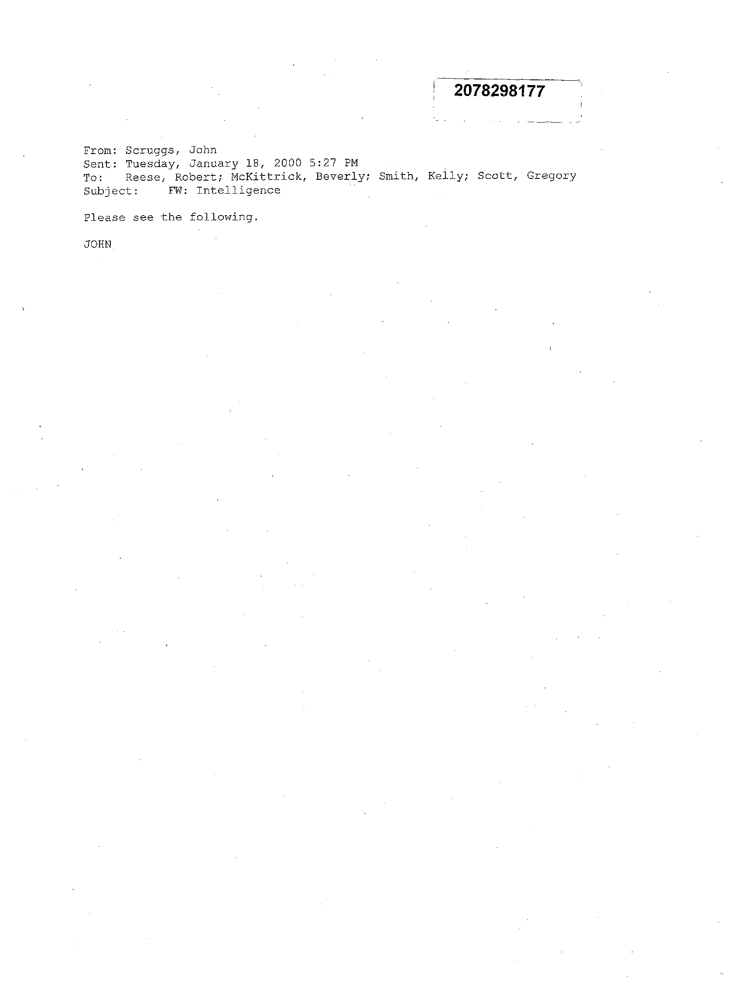 2078298177
From: Scruggs, John
Sent: Tuesday, January 18, 2000 5:27 PM
To: Reese, Robert; McKittrick, Beverly; Smith, Kelly; Scott, Gregory
Subject: FW: Intelligence
Please see the following.
JOHN